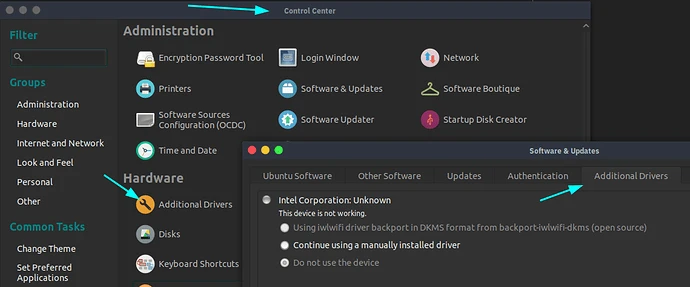 Control Center
Filter
Groups
Administration
Hardware
Internet and Network
Look and Feel
Personal
Other
Common Tasks
Change Theme
Set Preferred
Applications
Administration
Encryption Password Tool
Login Window
Network
Printers
Software & Updates
Software Boutique
Software Sources
Configuration (OCDC)
Software Updater
Startup Disk Creator
Time and Date
Hardware
Additional Drivers
Disks
Keyboard Shortcuts
Software & Updates
Ubuntu Software
Other Software
Updates
Authentication
Additional Drivers
Intel Corporation: Unknown
This device is not working.
Using iwlwifi driver backport in DKMS format from backport-iwlwifi-dkms (open source)
Continue using a manually installed driver
Do not use the device